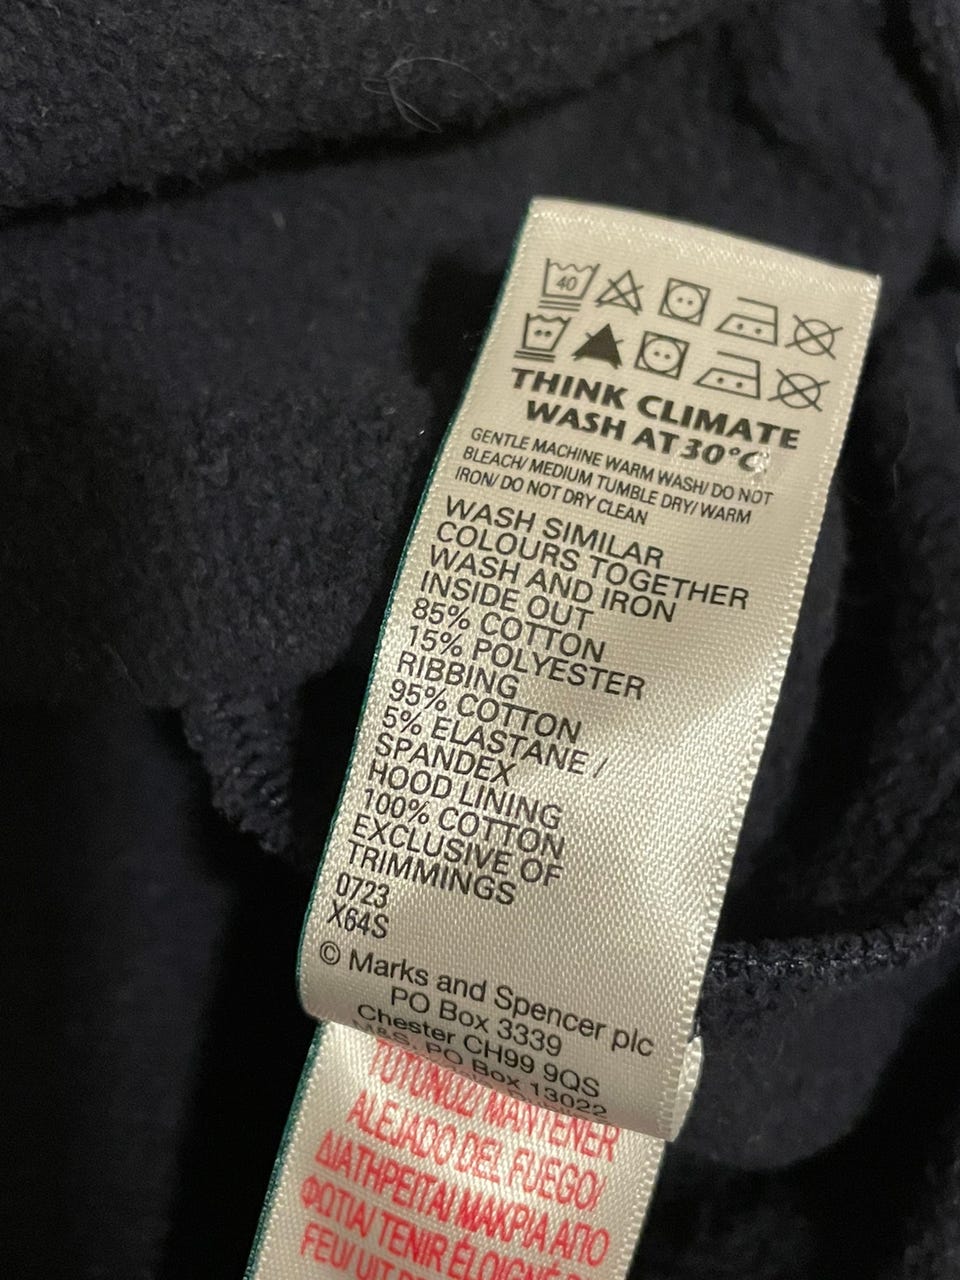 40
THINK CLIMATE
WASH AT 30°C
GENTLE MACHINE WARM WASH/ DO NOT
BLEACH/ MEDIUM TUMBLE DRY/ WARM
IRON/ DO NOT DRY CLEAN
WASH SIMILAR
COLOURS TOGETHER
WASH AND IRON
INSIDE OUT
85% COTTON
15% POLYESTER
RIBBING
95% COTTON
5% ELASTANE /
SPANDEX
HOOD LINING
100% COTTON
EXCLUSIVE OF
TRIMMINGS
0723
X64S
© Marks and Spencer plc
PO Box 3339
Chester CH99 9QS
M&S, PO Box 13022
MANTENER
ALEJADO DEL FUEGO/
ΔΙΑΤΗΡΕΙΤΑΙ ΜΑΚΡΙΑ ΑΠΟ
ΦΩΤΙΑ/ TENIR ÉLOIGNÉ
FEU/